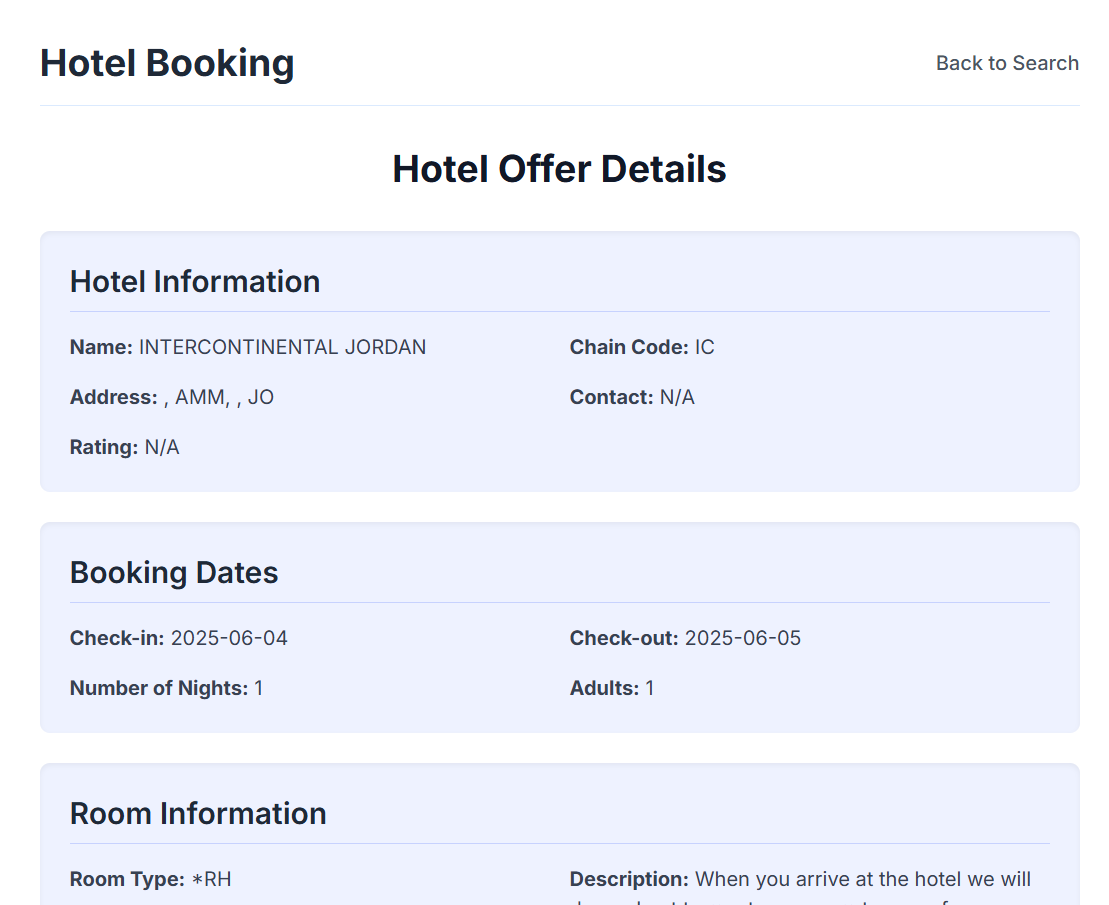 Hotel Booking
Back to Search
Hotel Offer Details
Hotel Information
Name: INTERCONTINENTAL JORDAN
Chain Code: IC
Address: , AMM, , JO
Contact: N/A
Rating: N/A
Booking Dates
Check-in: 2025-06-04
Check-out: 2025-06-05
Number of Nights: 1
Adults: 1
Room Information
Room Type: *RH
Description: When you arrive at the hotel we will